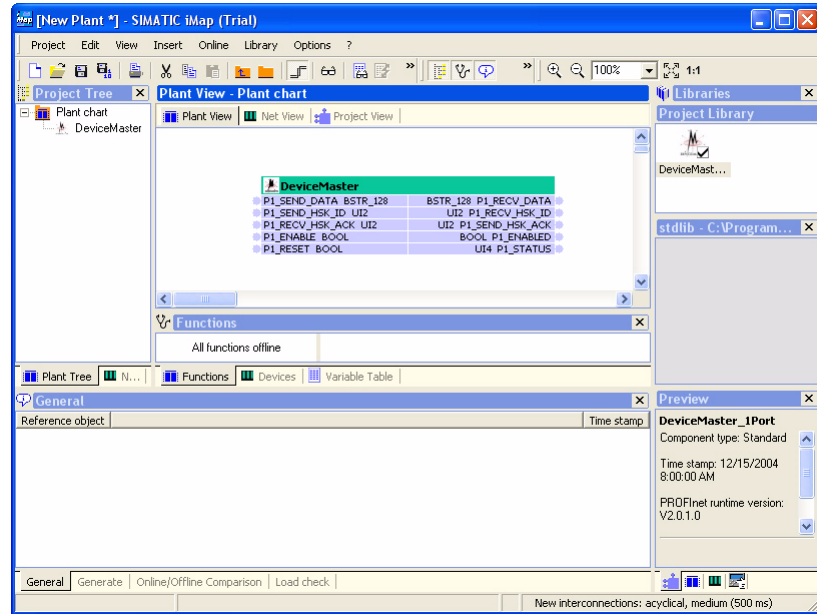 [New Plant *] - SIMATIC iMap (Trial)
Project Edit View Insert Online Library Options ?
100% 1:1
Project Tree
Plant chart
DeviceMaster
Plant View - Plant chart
Plant View Net View Project View
DeviceMaster
P1_SEND_DATA BSTR_128 BSTR_128 P1_RECV_DATA
P1_SEND_HSK_ID UI2 UI2 P1_RECV_HSK_ID
P1_RECV_HSK_ACK UI2 UI2 P1_SEND_HSK_ACK
P1_ENABLE BOOL BOOL P1_ENABLED
P1_RESET BOOL UI4 P1_STATUS
Libraries
Project Library
DeviceMast...
stdlib - C:\Program...
Functions
All functions offline
Plant Tree N...
Functions Devices Variable Table
General
Reference object Time stamp
Preview
DeviceMaster_1Port
Component type: Standard
Time stamp: 12/15/2004
8:00:00 AM
PROFInet runtime version:
V2.0.1.0
General Generate Online/Offline Comparison Load check
New interconnections: acyclical, medium (500 ms)